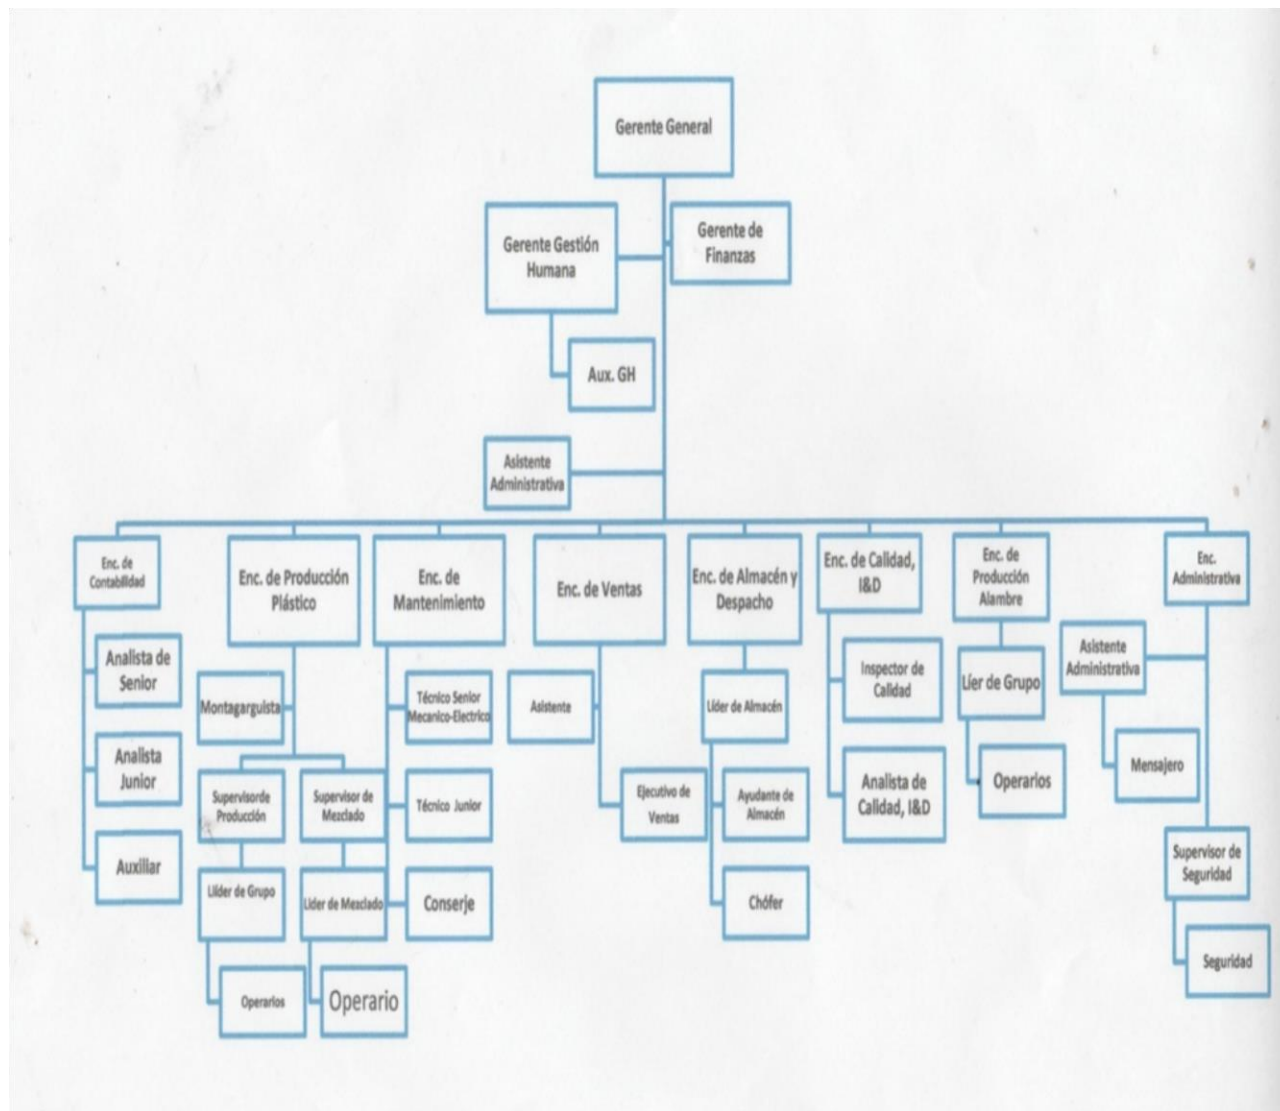 Gerente General
Gerente Gestión
Humana
Gerente de
Finanzas
Aux. GH
Asistente
Administrativa
Enc. de
Contabilidad
Enc. de Producción
Plástico
Enc. de
Mantenimiento
Enc. de Ventas
Enc. de Almacén y
Despacho
Enc. de Calidad,
I&D
Enc. de
Producción
Alambre
Enc.
Administrativa
Analista de
Senior
Analista
Junior
Auxiliar
Montagarguista
Supervisorde
Producción
Supervisor de
Mezclado
Líder de Grupo
Líder de Mezclado
Operarios
Operario
Técnico Senior
Mecanico-Electrico
Técnico Junior
Conserje
Asistente
Ejecutivo de
Ventas
Líder de Almacén
Ayudante de
Almacén
Chófer
Inspector de
Calidad
Analista de
Calidad, I&D
Líer de Grupo
Operarios
Asistente
Administrativa
Mensajero
Supervisor de
Seguridad
Seguridad